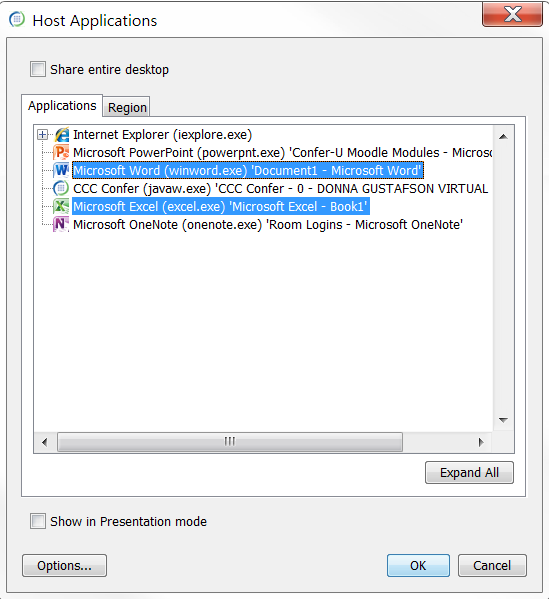 Host Applications
Share entire desktop
Applications Region
Internet Explorer (iexplore.exe)
Microsoft PowerPoint (powerpnt.exe) 'Confer-U Moodle Modules - Microsc
Microsoft Word (winword.exe) 'Document1 - Microsoft Word'
CCC Confer (javaw.exe) 'CCC Confer - 0 - DONNA GUSTAFSON VIRTUAL
Microsoft Excel (excel.exe) 'Microsoft Excel - Book1'
Microsoft OneNote (onenote.exe) 'Room Logins - Microsoft OneNote'
Expand All
Show in Presentation mode
Options... OK Cancel